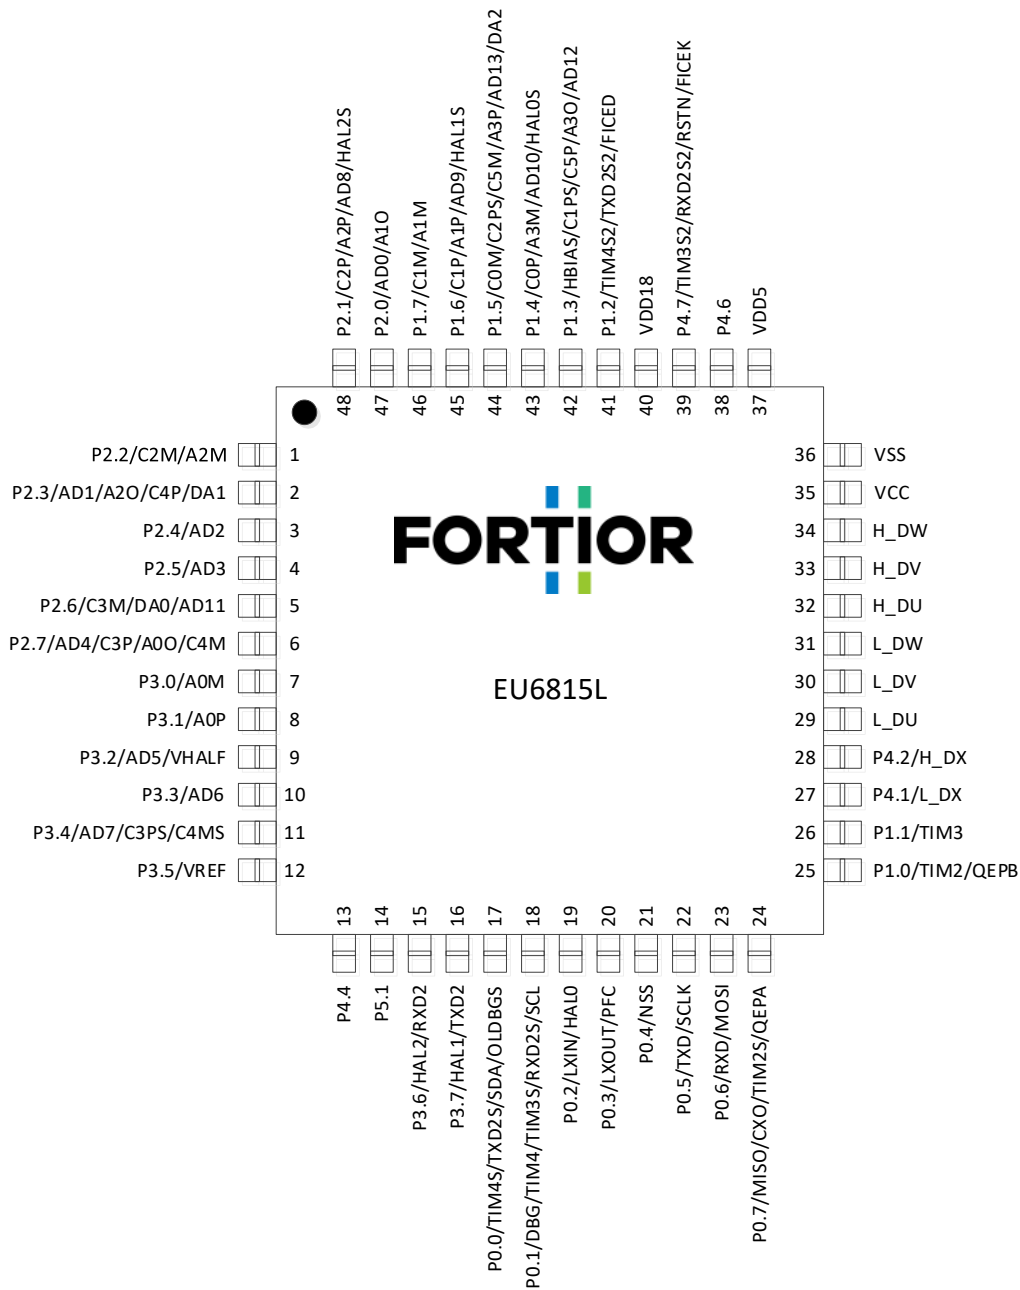 P2.1/C2P/A2P/AD8/HAL2S
P2.0/AD0/A1O
P1.7/C1M/A1M
P1.6/C1P/A1P/AD9/HAL1S
P1.5/C0M/C2PS/C5M/A3P/AD13/DA2
P1.4/C0P/A3M/AD10/HAL0S
P1.3/HBIAS/C1PS/C5P/A3O/AD12
P1.2/TIM4S2/TXD2S2/FICED
VDD18
P4.7/TIM3S2/RXD2S2/RSTN/FICEK
P4.6
VDD5
48
47
46
45
44
43
42
41
40
39
38
37
P2.2/C2M/A2M 1
P2.3/AD1/A2O/C4P/DA1 2
P2.4/AD2 3
P2.5/AD3 4
P2.6/C3M/DA0/AD11 5
P2.7/AD4/C3P/A0O/C4M 6
P3.0/A0M 7
P3.1/A0P 8
P3.2/AD5/VHALF 9
P3.3/AD6 10
P3.4/AD7/C3PS/C4MS 11
P3.5/VREF 12
FORTIOR
EU6815L
36 VSS
35 VCC
34 H_DW
33 H_DV
32 H_DU
31 L_DW
30 L_DV
29 L_DU
28 P4.2/H_DX
27 P4.1/L_DX
26 P1.1/TIM3
25 P1.0/TIM2/QEPB
13
14
15
16
17
18
19
20
21
22
23
24
P4.4
P5.1
P3.6/HAL2/RXD2
P3.7/HAL1/TXD2
P0.0/TIM4S/TXD2S/SDA/OLDBGS
P0.1/DBG/TIM4/TIM3S/RXD2S/SCL
P0.2/LXIN/HAL0
P0.3/LXOUT/PFC
P0.4/NSS
P0.5/TXD/SCLK
P0.6/RXD/MOSI
P0.7/MISO/CXO/TIM2S/QEPA